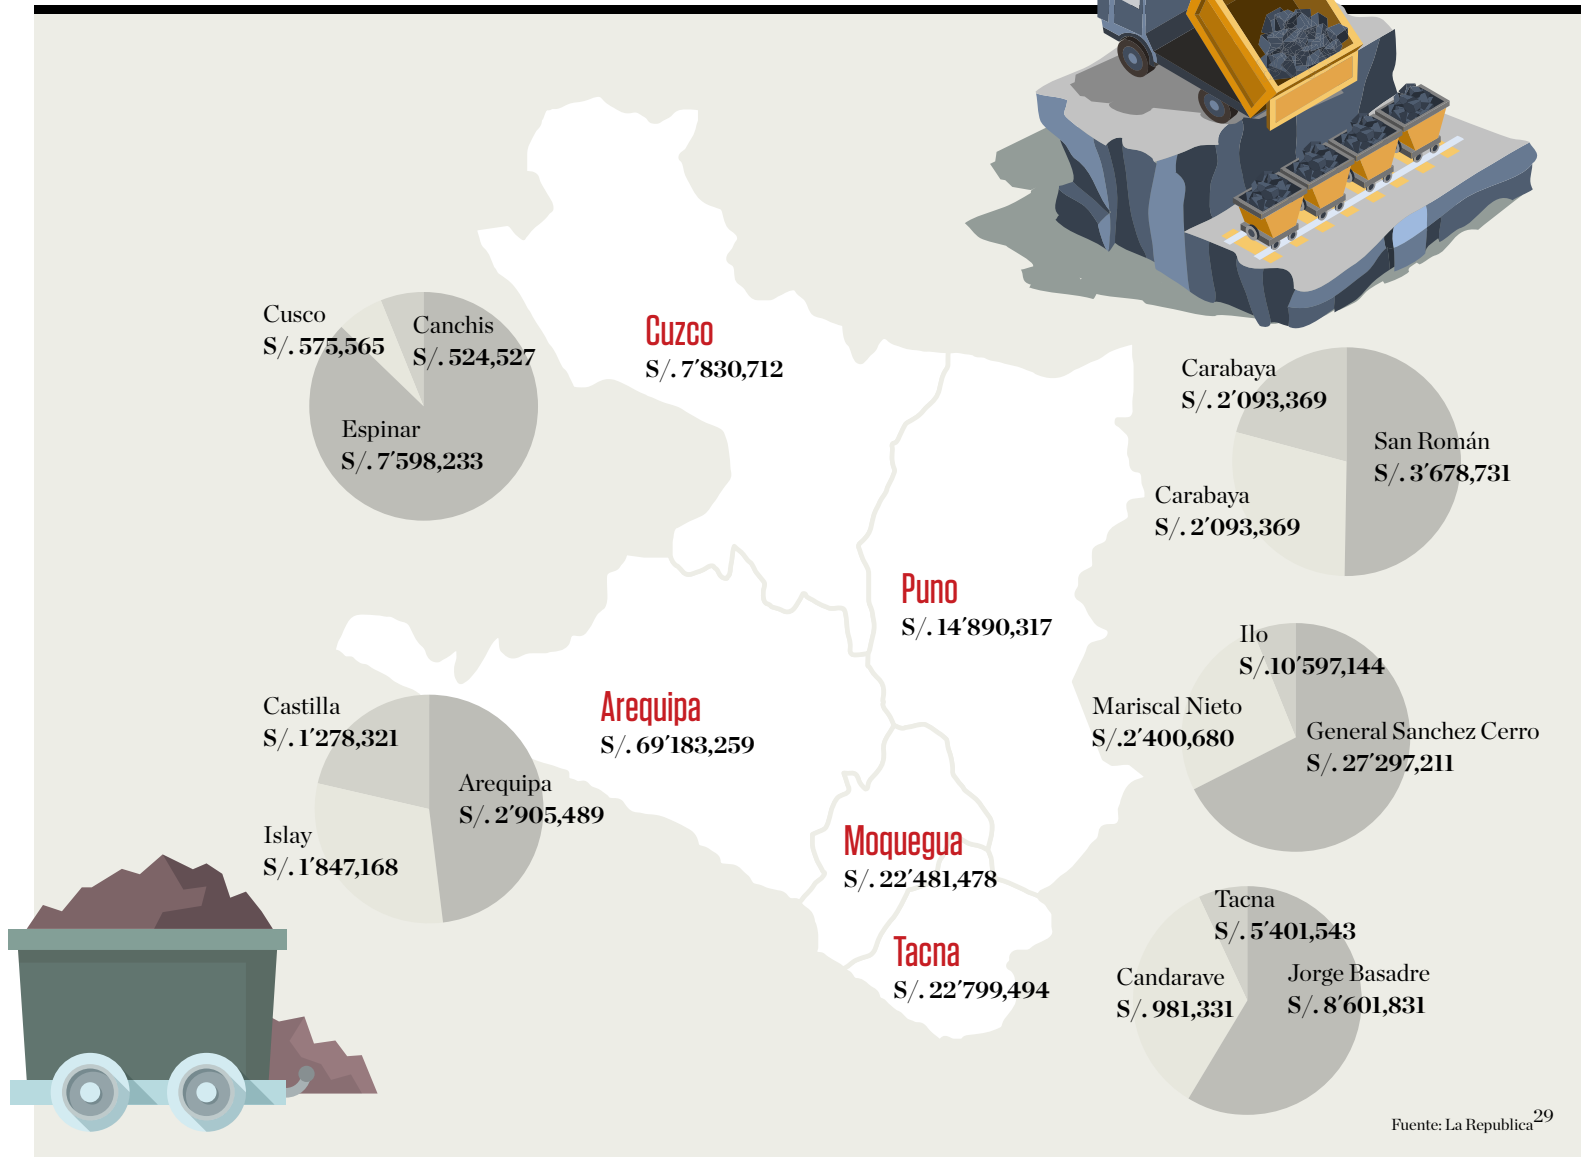 Cusco
S/. 575,565
Canchis
S/. 524,527
Espinar
S/. 7′598,233
Cuzco
S/. 7′830,712
Carabaya
S/. 2′093,369
San Román
S/. 3′678,731
Carabaya
S/. 2′093,369
Puno
S/. 14′890,317
Castilla
S/. 1′278,321
Arequipa
S/. 2′905,489
Islay
S/. 1′847,168
Arequipa
S/. 69′183,259
Ilo
S/.10′597,144
Mariscal Nieto
S/.2′400,680
General Sanchez Cerro
S/. 27′297,211
Moquegua
S/. 22′481,478
Tacna
S/. 22′799,494
Tacna
S/. 5′401,543
Candarave
S/. 981,331
Jorge Basadre
S/. 8′601,831
Fuente: La Republica29